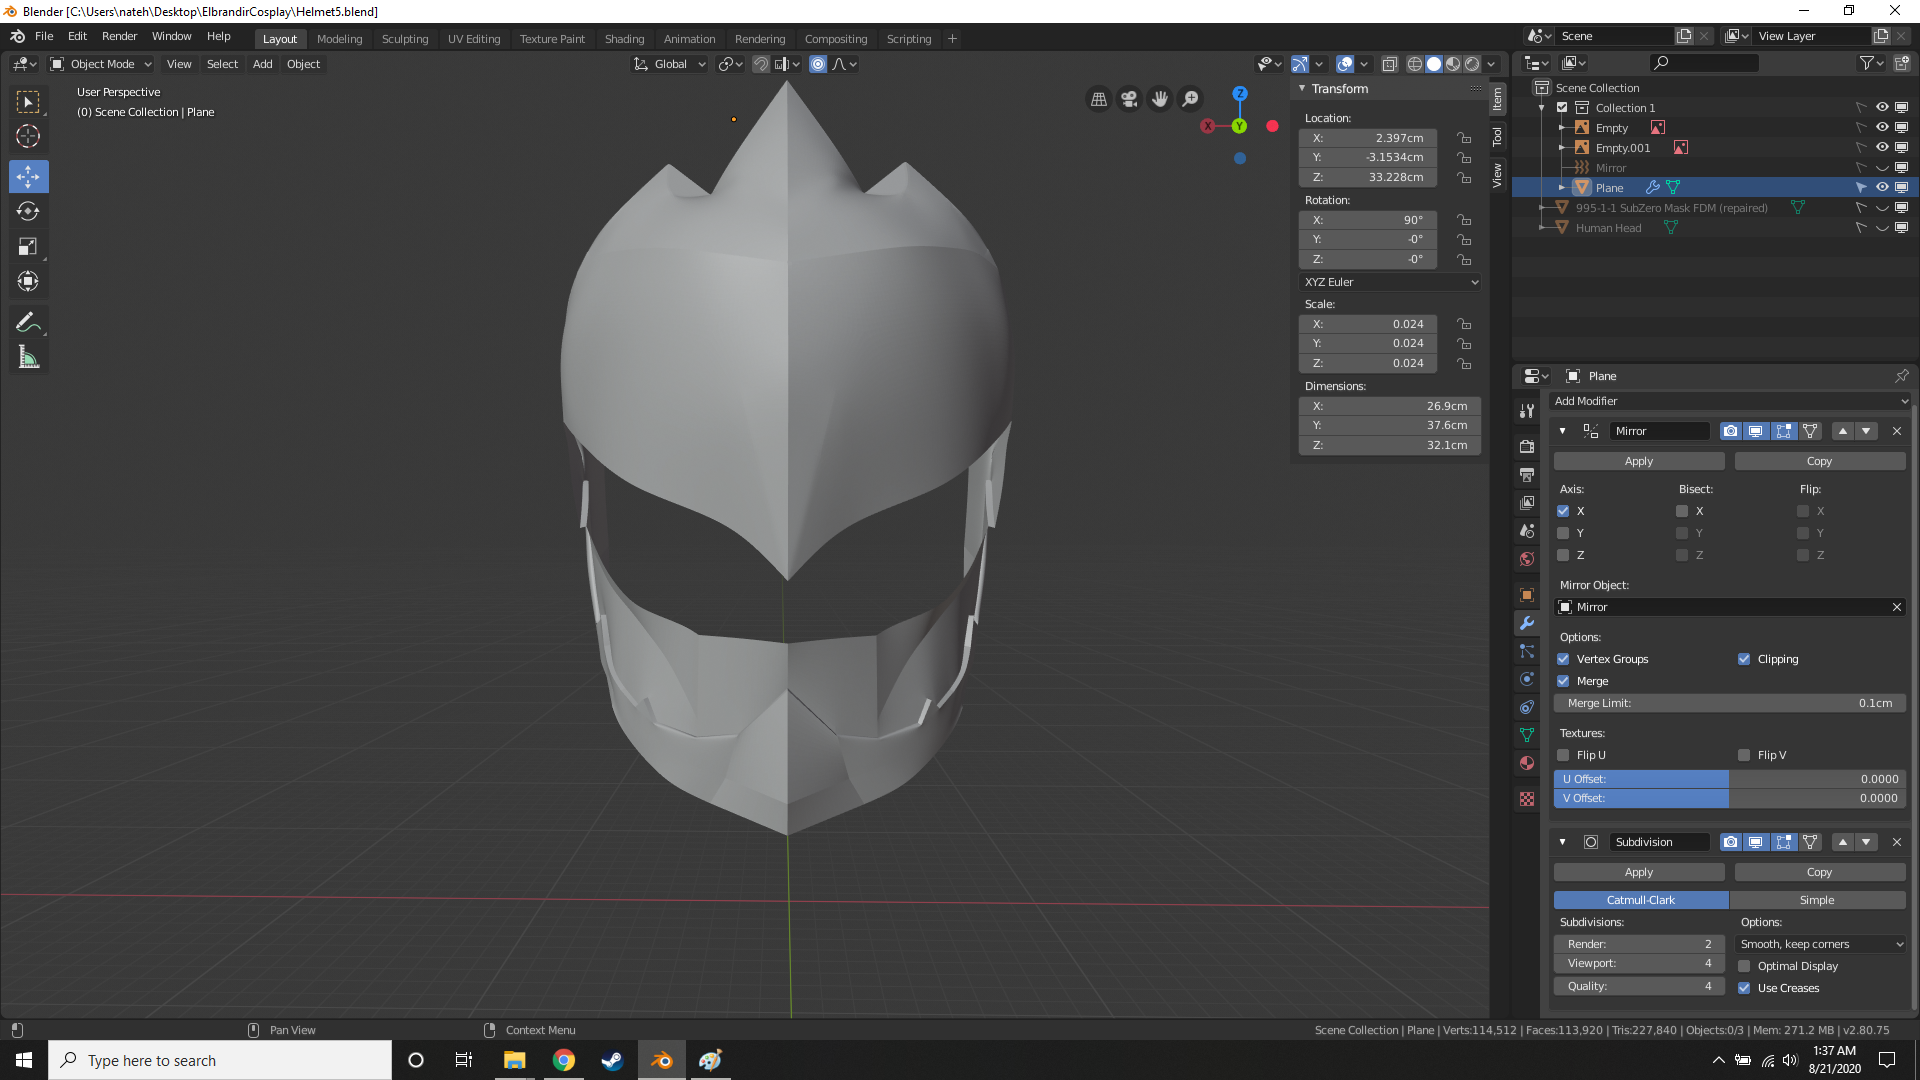 Blender [C:\Users\nateh\Desktop\ElbrandirCosplay\Helmet5.blend]
File Edit Render Window Help Layout Modeling Sculpting UV Editing Texture Paint Shading Animation Rendering Compositing Scripting + Scene View Layer
Object Mode View Select Add Object Global
User Perspective
(0) Scene Collection | Plane
Z
X
Y
Item
Tool
View
Transform
Location:
X: 2.397cm
Y: -3.1534cm
Z: 33.228cm
Rotation:
X: 90°
Y: -0°
Z: -0°
XYZ Euler
Scale:
X: 0.024
Y: 0.024
Z: 0.024
Dimensions:
X: 26.9cm
Y: 37.6cm
Z: 32.1cm
Scene Collection
Collection 1
Empty
Empty.001
Mirror
Plane
995-1-1 SubZero Mask FDM (repaired)
Human Head
Plane
Add Modifier
Mirror
Apply Copy
Axis: Bisect: Flip:
X X X
Y Y Y
Z Z Z
Mirror Object:
Mirror
Options:
Vertex Groups Clipping
Merge
Merge Limit: 0.1cm
Textures:
Flip U Flip V
U Offset: 0.0000
V Offset: 0.0000
Subdivision
Apply Copy
Catmull-Clark Simple
Subdivisions: Options:
Render: 2 Smooth, keep corners
Viewport: 4 Optimal Display
Quality: 4 Use Creases
Pan View Context Menu Scene Collection | Plane | Verts:114,512 | Faces:113,920 | Tris:227,840 | Objects:0/3 | Mem: 271.2 MB | v2.80.75
Type here to search
1:37 AM
8/21/2020